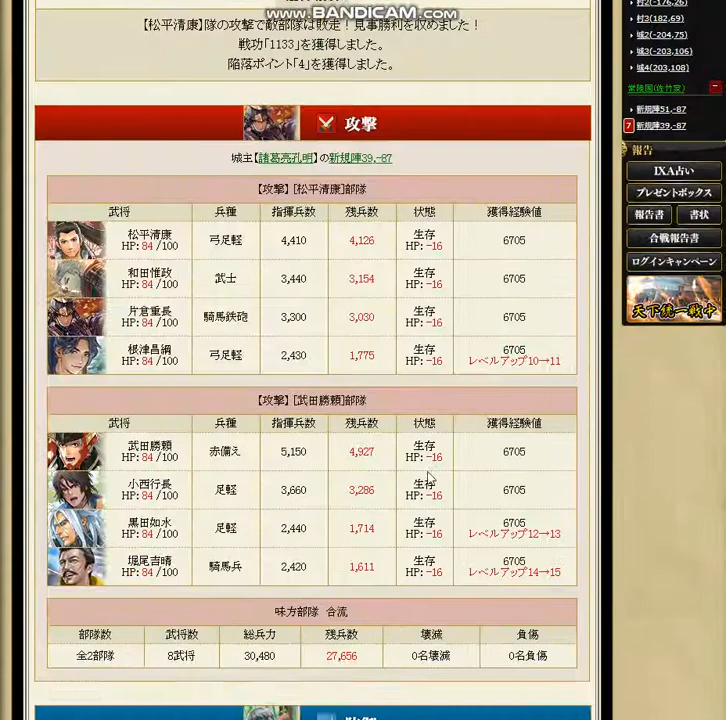 www.BANDICAM.com
【松平清康】隊の攻撃で敵部隊は敗走！見事勝利を収めました！
戦功「1133」を獲得しました。
陥落ポイント「4」を獲得しました。
攻撃
城主【諸葛亮孔明】の新規陣39,-87
【攻撃】 [松平清康]部隊
武将 兵種 指揮兵数 残兵数 状態 獲得経験値
松平清康
HP: 84 /100 弓足軽 4,410 4,126 生存 HP: -16 6705
和田惟政
HP: 84 /100 武士 3,440 3,154 生存 HP: -16 6705
片倉重長
HP: 84 /100 騎馬鉄砲 3,300 3,030 生存 HP: -16 6705
根津昌綱
HP: 84 /100 弓足軽 2,430 1,775 生存 HP: -16 6705 レベルアップ10→11
【攻撃】 [武田勝頼]部隊
武将 兵種 指揮兵数 残兵数 状態 獲得経験値
武田勝頼
HP: 84 /100 赤備え 5,150 4,927 生存 HP: -16 6705
小西行長
HP: 84 /100 足軽 3,660 3,286 生存 HP: -16 6705
黒田如水
HP: 84 /100 足軽 2,440 1,714 生存 HP: -16 6705 レベルアップ12→13
堀尾吉晴
HP: 84 /100 騎馬兵 2,420 1,611 生存 HP: -16 6705 レベルアップ14→15
味方部隊 合流
部隊数 武将数 総兵力 残兵数 壊滅 負傷
全2部隊 8武将 30,480 27,656 0名壊滅 0名負傷
村2(-176,26)
村3(182,69)
城2(-204,75)
城3(-203,106)
城4(203,108)
常陸国(佐竹家)
新規陣51,-87
7 新規陣39,-87
報告
IXA占い
プレゼントボックス
報告書 書状
合戦報告書
ログインキャンペーン
天下統一戦中